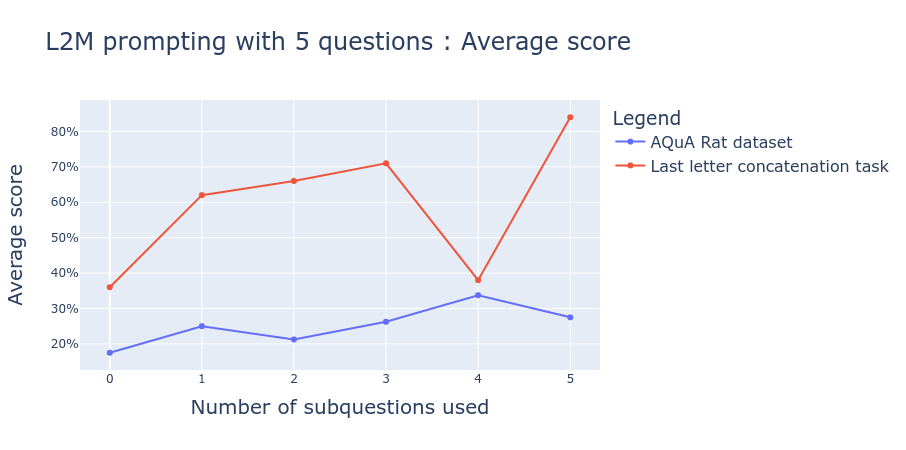 L2M prompting with 5 questions : Average score
Legend
AQuA Rat dataset
Last letter concatenation task
Average score
80%
70%
60%
50%
40%
30%
20%
0 1 2 3 4 5
Number of subquestions used